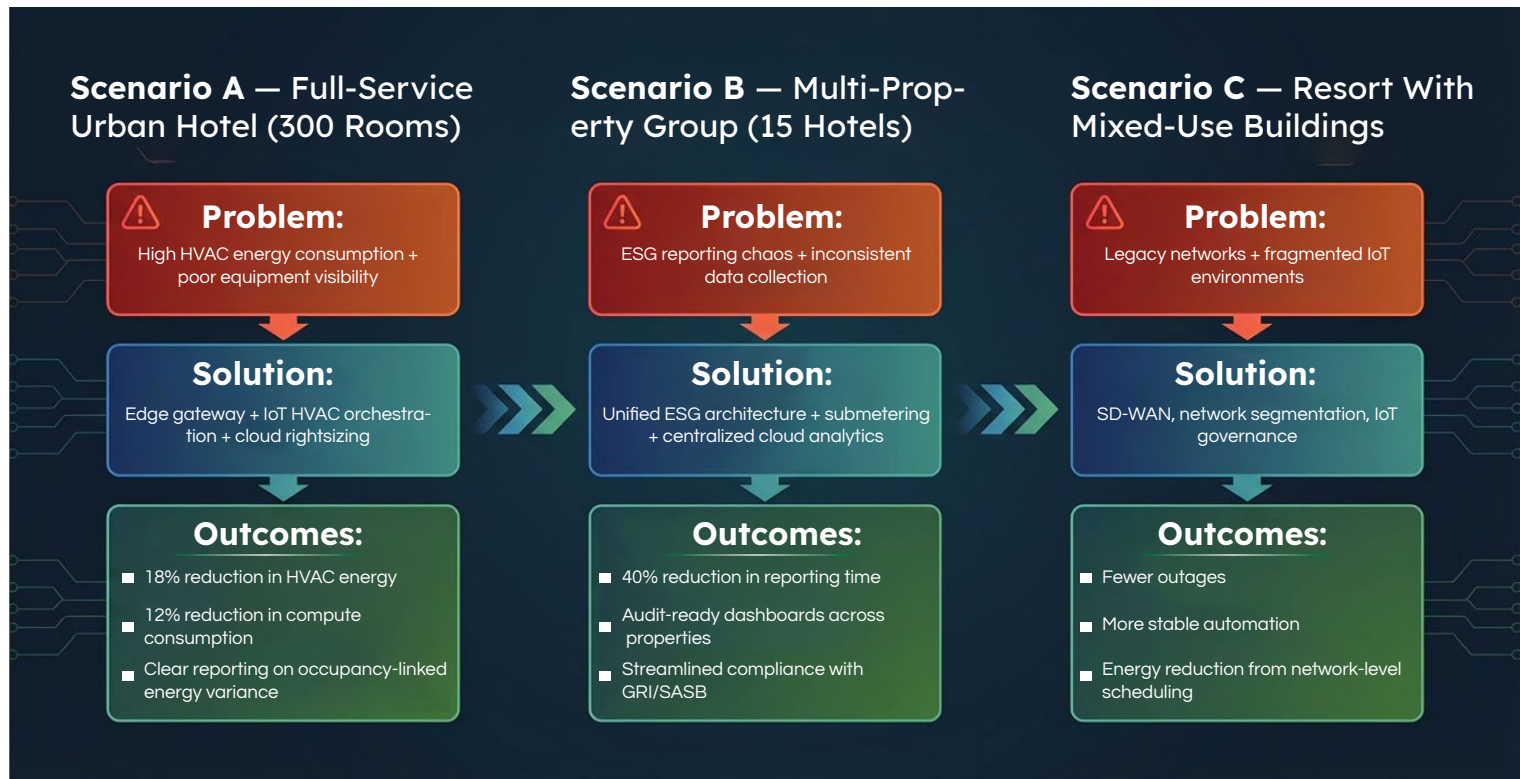 Scenario A — Full-Service
Urban Hotel (300 Rooms)
Problem:
High HVAC energy consumption +
poor equipment visibility
Solution:
Edge gateway + IoT HVAC orchestra-
tion + cloud rightsizing
Outcomes:
18% reduction in HVAC energy
12% reduction in compute
consumption
Clear reporting on occupancy-linked
energy variance
Scenario B — Multi-Prop-
erty Group (15 Hotels)
Problem:
ESG reporting chaos + inconsistent
data collection
Solution:
Unified ESG architecture + submetering
+ centralized cloud analytics
Outcomes:
40% reduction in reporting time
Audit-ready dashboards across
properties
Streamlined compliance with
GRI/SASB
Scenario C — Resort With
Mixed-Use Buildings
Problem:
Legacy networks + fragmented IoT
environments
Solution:
SD-WAN, network segmentation, IoT
governance
Outcomes:
Fewer outages
More stable automation
Energy reduction from network-level
scheduling